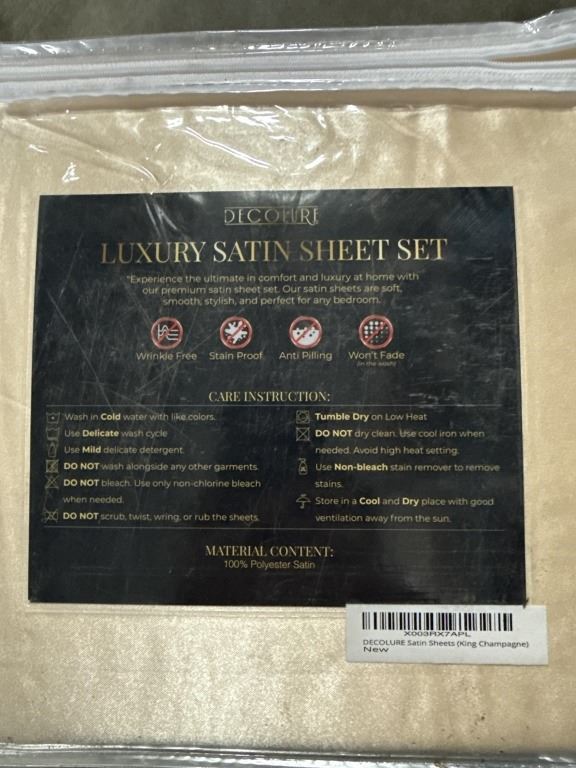 DECOLURE
LUXURY SATIN SHEET SET
"Experience the ultimate in comfort and luxury at home with
our premium satin sheet set. Our satin sheets are soft,
smooth, stylish, and perfect for any bedroom.
Wrinkle Free
Stain Proof
Anti Pilling
Won't Fade
(in the wash)
CARE INSTRUCTION:
Wash in Cold water with like colors.
Use Delicate wash cycle
Use Mild delicate detergent.
DO NOT wash alongside any other garments.
DO NOT bleach. Use only non-chlorine bleach
when needed.
DO NOT scrub, twist, wring, or rub the sheets.
Tumble Dry on Low Heat
DO NOT dry clean. Use cool iron when
needed. Avoid high heat setting.
Use Non-bleach stain remover to remove
stains.
Store in a Cool and Dry place with good
ventilation away from the sun.
MATERIAL CONTENT:
100% Polyester Satin
X003RX7APL
DECOLURE Satin Sheets (King Champagne)
New